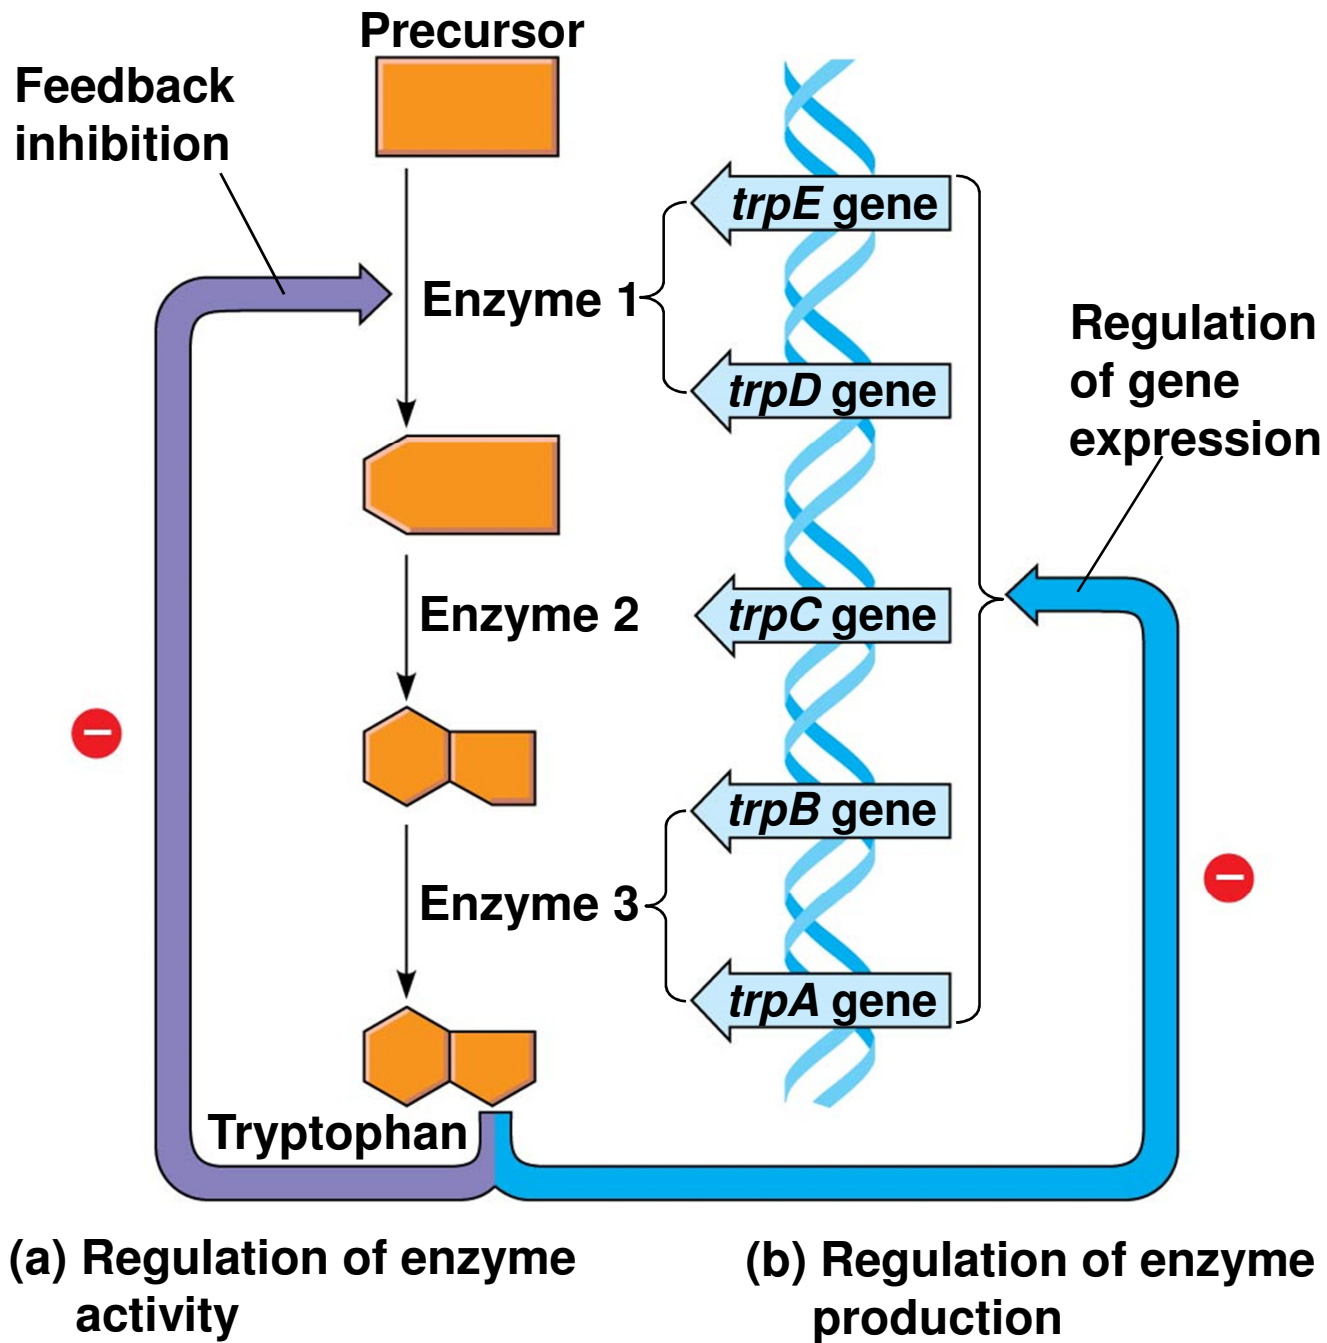 Precursor
Feedback
inhibition
trpE gene
Enzyme 1
trpD gene
Regulation
of gene
expression
Enzyme 2
trpC gene
trpB gene
Enzyme 3
trpA gene
Tryptophan
(a) Regulation of enzyme
activity
(b) Regulation of enzyme
production